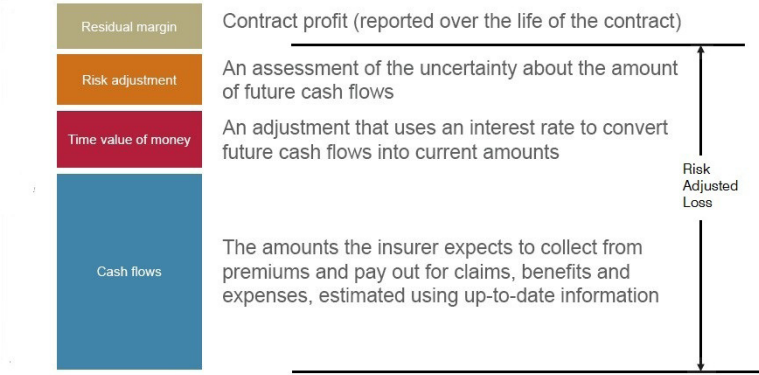 Residual margin
Contract profit (reported over the life of the contract)
Risk adjustment
An assessment of the uncertainty about the amount
of future cash flows
Time value of money
An adjustment that uses an interest rate to convert
future cash flows into current amounts
Risk
Adjusted
Loss
Cash flows
The amounts the insurer expects to collect from
premiums and pay out for claims, benefits and
expenses, estimated using up-to-date information